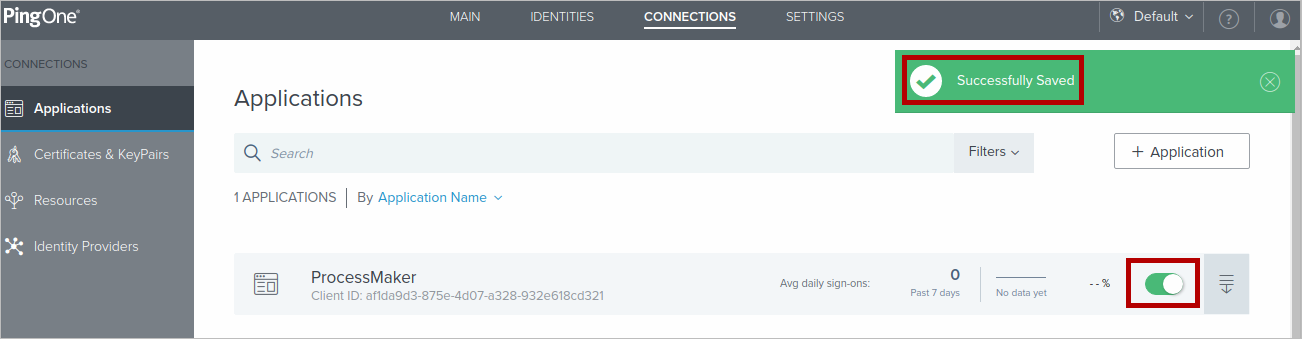 PingOne®
MAIN
IDENTITIES
CONNECTIONS
SETTINGS
Default
?
CONNECTIONS
Applications
Certificates & KeyPairs
Resources
Identity Providers
Successfully Saved
Applications
Search
Filters
+ Application
1 APPLICATIONS
By Application Name
ProcessMaker
Client ID: af1da9d3-875e-4d07-a328-932e618cd321
Avg daily sign-ons:
0
Past 7 days
No data yet
- - %